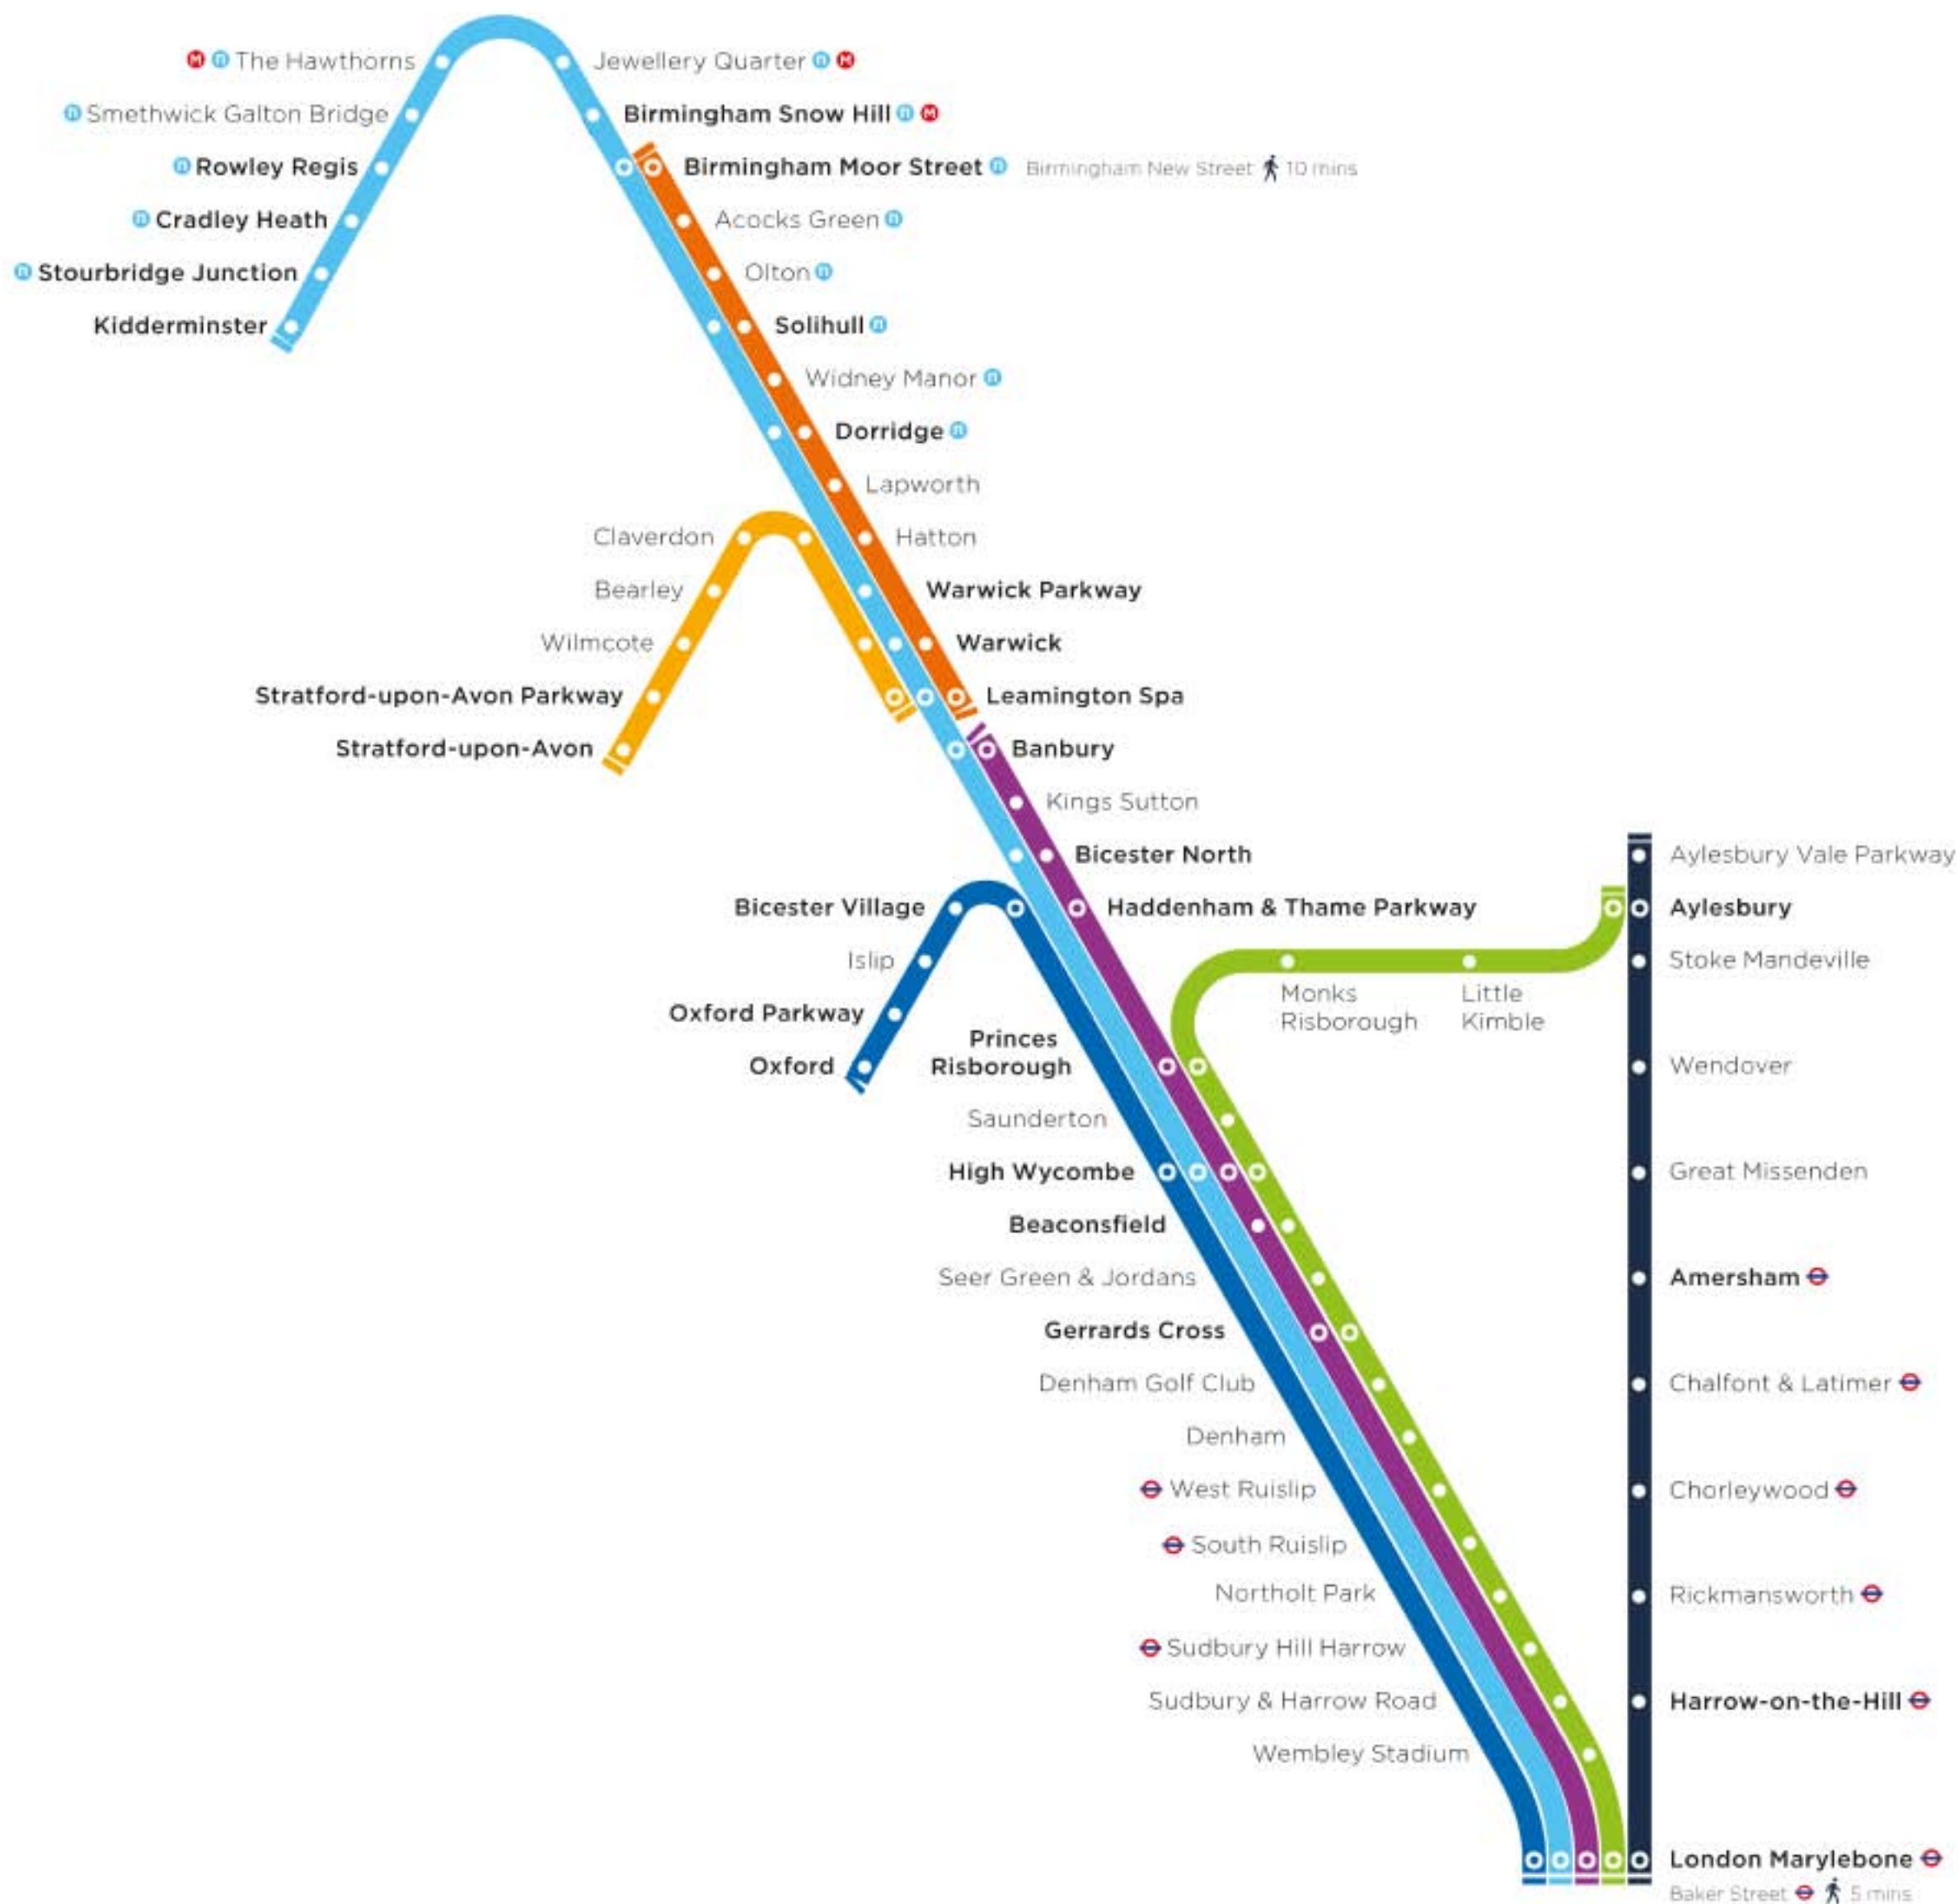 The Hawthorns
Jewellery Quarter
Smethwick Galton Bridge
Birmingham Snow Hill
Rowley Regis
Birmingham Moor Street
Birmingham New Street 10 mins
Cradley Heath
Acocks Green
Stourbridge Junction
Olton
Kidderminster
Solihull
Widney Manor
Dorridge
Lapworth
Claverdon
Hatton
Bearley
Warwick Parkway
Wilmcote
Warwick
Stratford-upon-Avon Parkway
Leamington Spa
Stratford-upon-Avon
Banbury
Kings Sutton
Bicester North
Aylesbury Vale Parkway
Bicester Village
Haddenham & Thame Parkway
Aylesbury
Islip
Stoke Mandeville
Monks
Risborough
Little
Kimble
Oxford Parkway
Princes
Risborough
Oxford
Wendover
Saunderton
High Wycombe
Great Missenden
Beaconsfield
Seer Green & Jordans
Amersham
Gerrards Cross
Denham Golf Club
Chalfont & Latimer
Denham
West Ruislip
Chorleywood
South Ruislip
Northolt Park
Rickmansworth
Sudbury Hill Harrow
Sudbury & Harrow Road
Harrow-on-the-Hill
Wembley Stadium
London Marylebone
Baker Street 5 mins